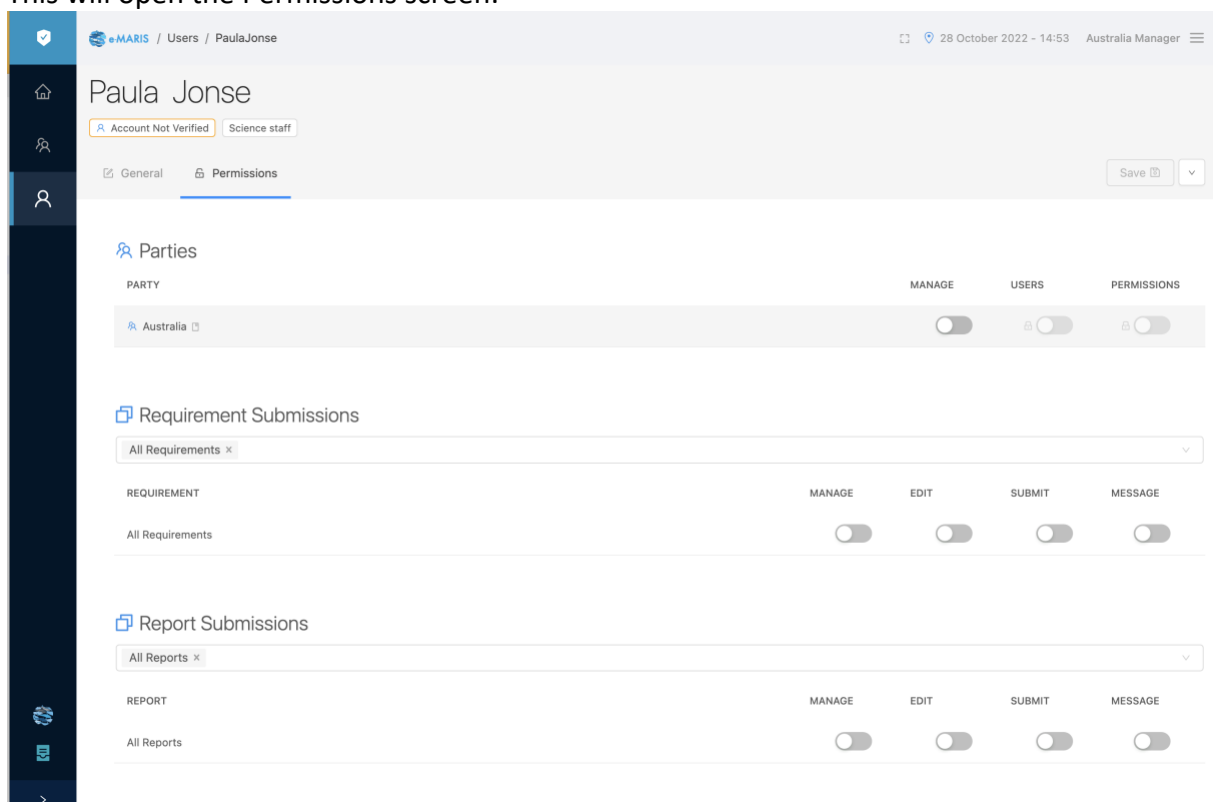 This will open the Permissions screen.
e-MARIS / Users / PaulaJonse 28 October 2022 - 14:53 Australia Manager
Paula Jonse
Account Not Verified Science staff
General Permissions Save
Parties
PARTY MANAGE USERS PERMISSIONS
Australia
Requirement Submissions
All Requirements ×
REQUIREMENT MANAGE EDIT SUBMIT MESSAGE
All Requirements
Report Submissions
All Reports ×
REPORT MANAGE EDIT SUBMIT MESSAGE
All Reports